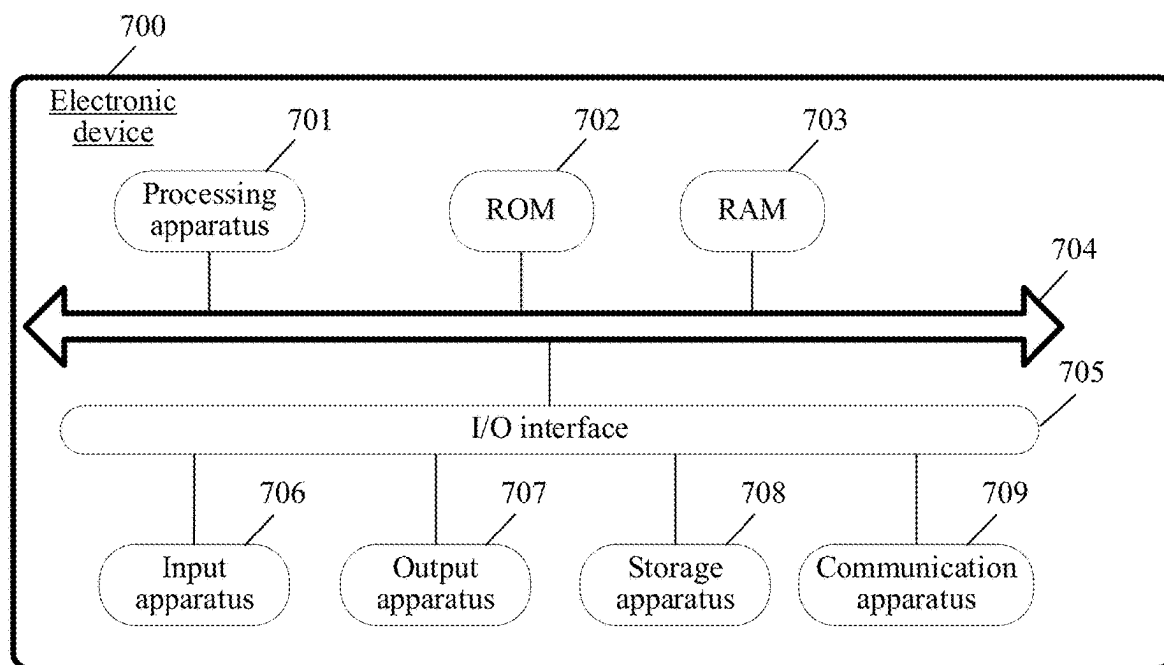 700
Electronic
device
701
702
703
Processing
apparatus
ROM
RAM
704
705
I/O interface
706
707
708
709
Input
apparatus
Output
apparatus
Storage
apparatus
Communication
apparatus